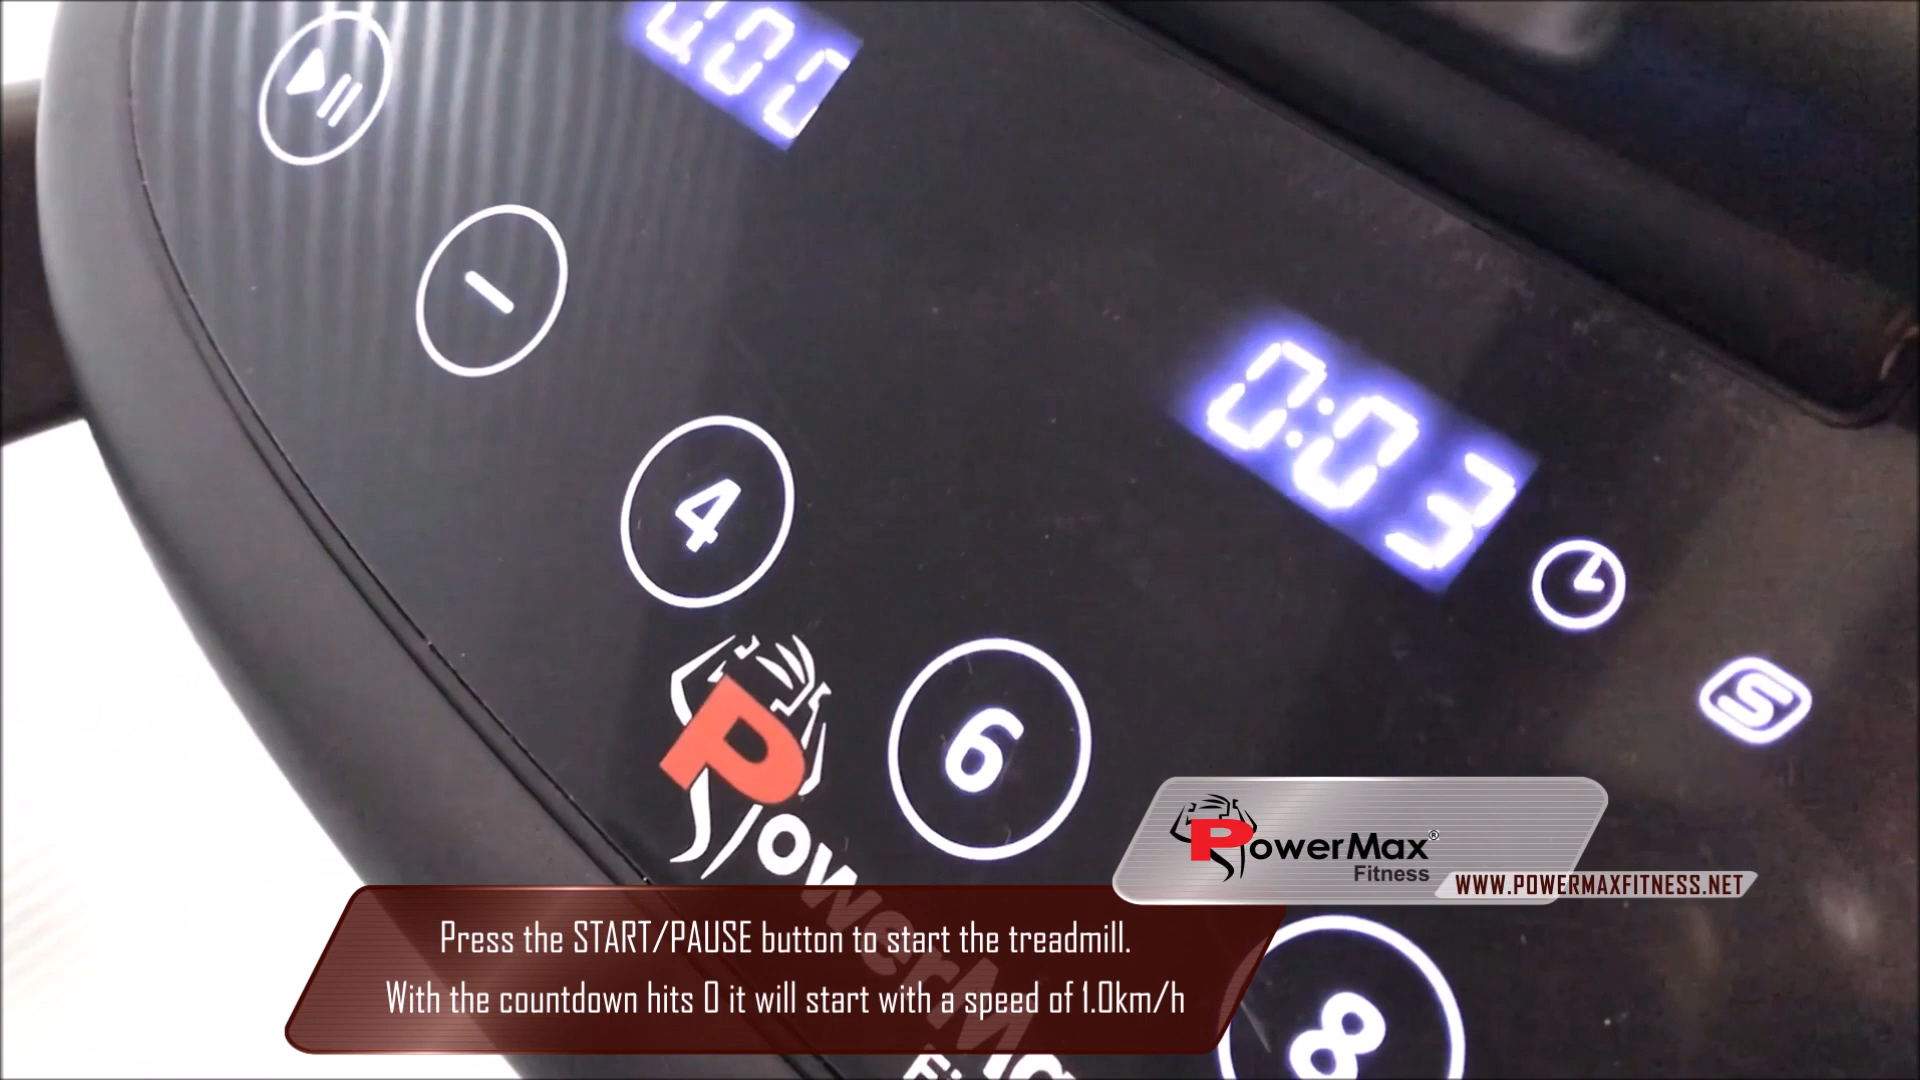 0:00
0:03
4
6
S
PowerMax
PowerMax®
Fitness
WWW.POWERMAXFITNESS.NET
Press the START/PAUSE button to start the treadmill.
With the countdown hits 0 it will start with a speed of 1.0km/h
8